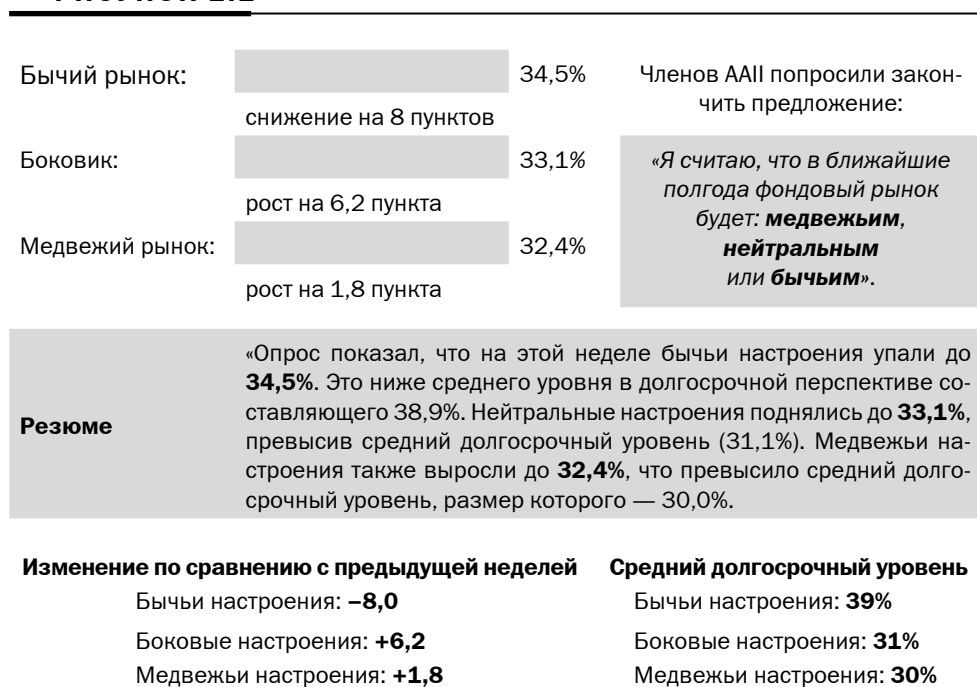 Бычий рынок: 34,5%
снижение на 8 пунктов
Боковик: 33,1%
рост на 6,2 пункта
Медвежий рынок: 32,4%
рост на 1,8 пункта
Членов AAII попросили закон-
чить предложение:
«Я считаю, что в ближайшие
полгода фондовый рынок
будет: медвежьим,
нейтральным
или бычьим».
Резюме
«Опрос показал, что на этой неделе бычьи настроения упали до
34,5%. Это ниже среднего уровня в долгосрочной перспективе со-
ставляющего 38,9%. Нейтральные настроения поднялись до 33,1%,
превысив средний долгосрочный уровень (31,1%). Медвежьи на-
строения также выросли до 32,4%, что превысило средний долго-
срочный уровень, размер которого — 30,0%.
Изменение по сравнению с предыдущей неделей
Бычьи настроения: –8,0
Боковые настроения: +6,2
Медвежьи настроения: +1,8
Средний долгосрочный уровень
Бычьи настроения: 39%
Боковые настроения: 31%
Медвежьи настроения: 30%